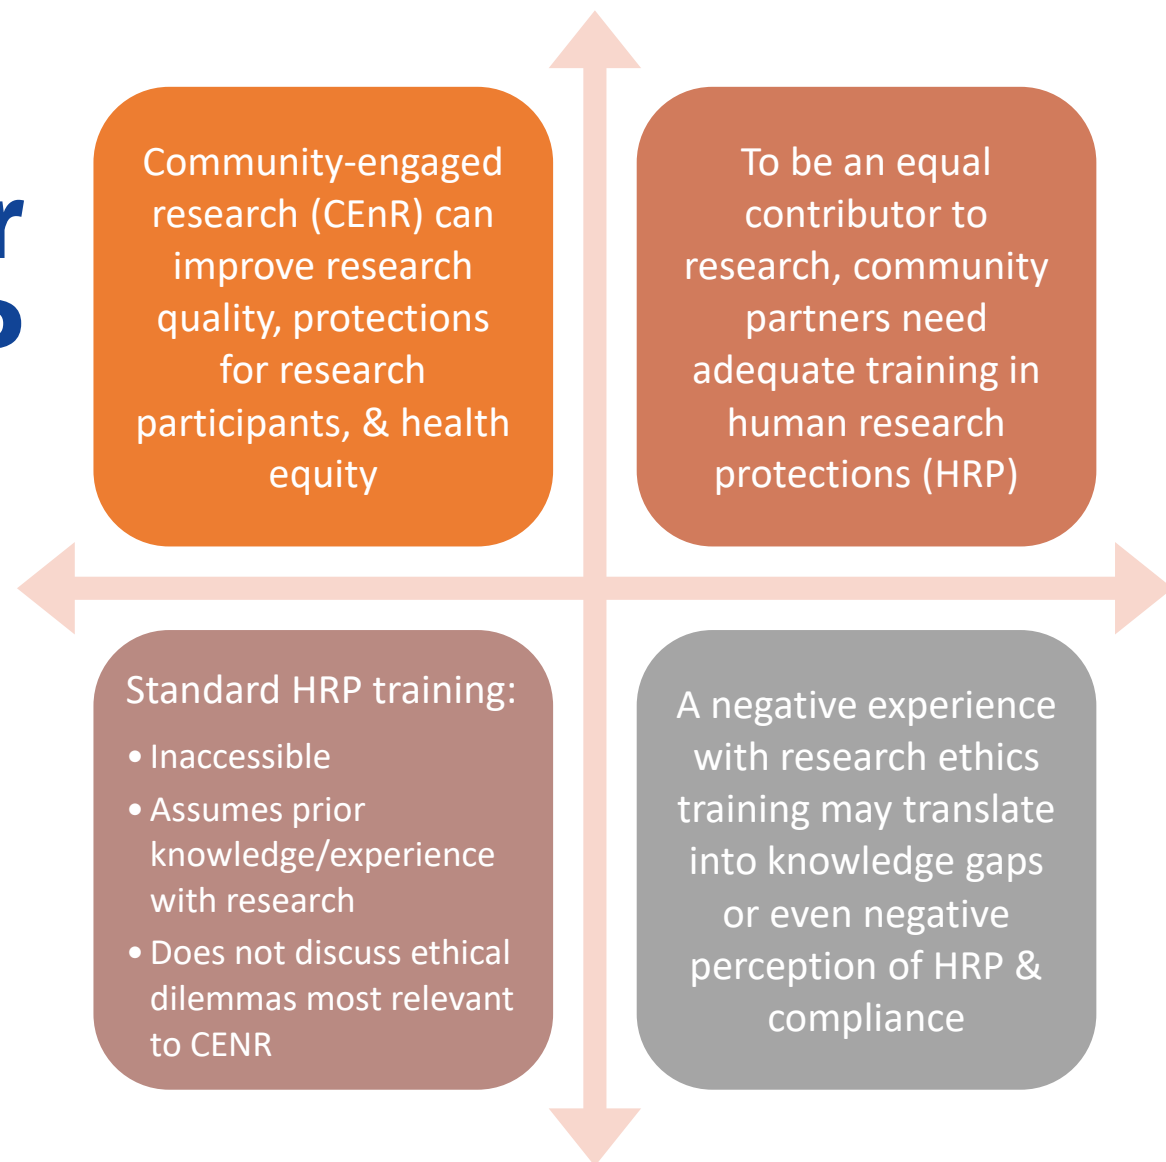 Community-engaged
research (CEnR) can
improve research
quality, protections
for research
participants, & health
equity
To be an equal
contributor to
research, community
partners need
adequate training in
human research
protections (HRP)
Standard HRP training:
• Inaccessible
• Assumes prior
knowledge/experience
with research
• Does not discuss ethical
dilemmas most relevant
to CENR
A negative experience
with research ethics
training may translate
into knowledge gaps
or even negative
perception of HRP &
compliance